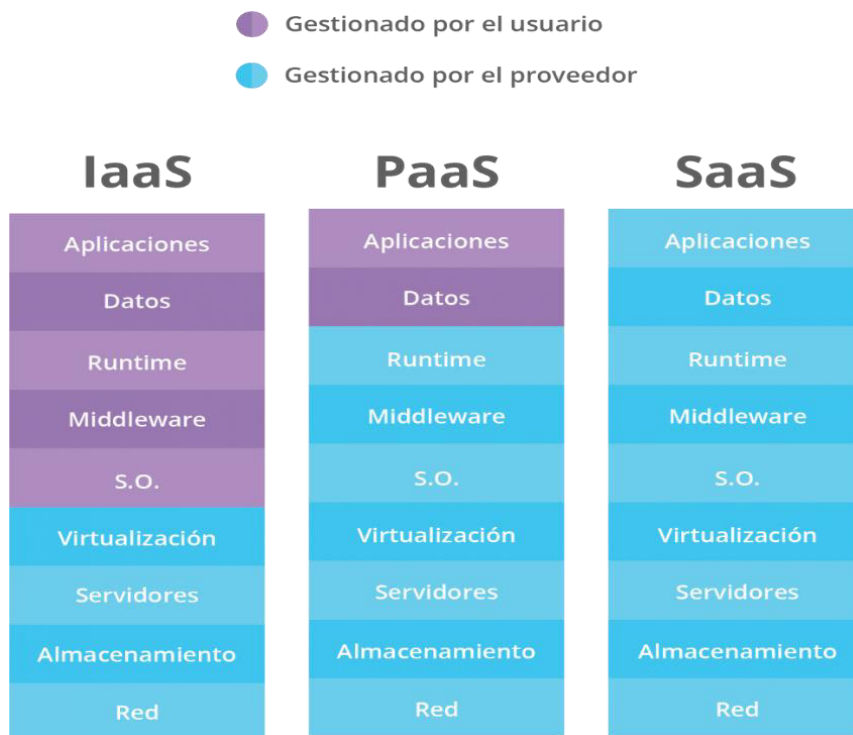 Gestionado por el usuario
Gestionado por el proveedor
IaaS
Aplicaciones
Datos
Runtime
Middleware
S.O.
Virtualización
Servidores
Almacenamiento
Red
PaaS
Aplicaciones
Datos
Runtime
Middleware
S.O.
Virtualización
Servidores
Almacenamiento
Red
SaaS
Aplicaciones
Datos
Runtime
Middleware
S.O.
Virtualización
Servidores
Almacenamiento
Red